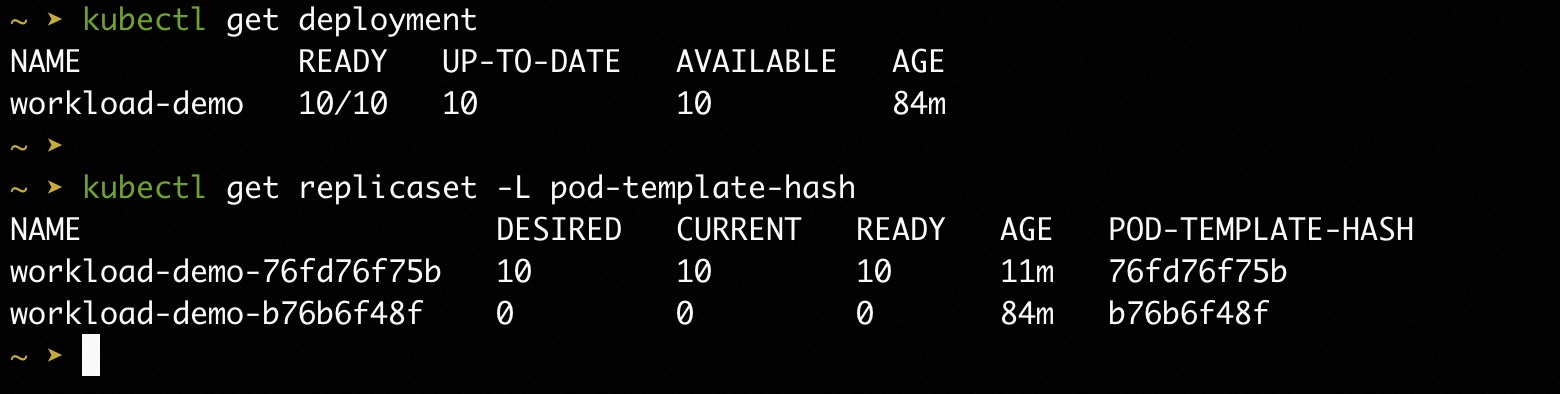 ~ ➤ kubectl get deployment
NAME            READY   UP-TO-DATE   AVAILABLE   AGE
workload-demo   10/10   10           10          84m
~ ➤
~ ➤ kubectl get replicaset -L pod-template-hash
NAME                       DESIRED   CURRENT   READY   AGE   POD-TEMPLATE-HASH
workload-demo-76fd76f75b   10        10        10      11m   76fd76f75b
workload-demo-b76b6f48f    0         0         0       84m   b76b6f48f
~ ➤